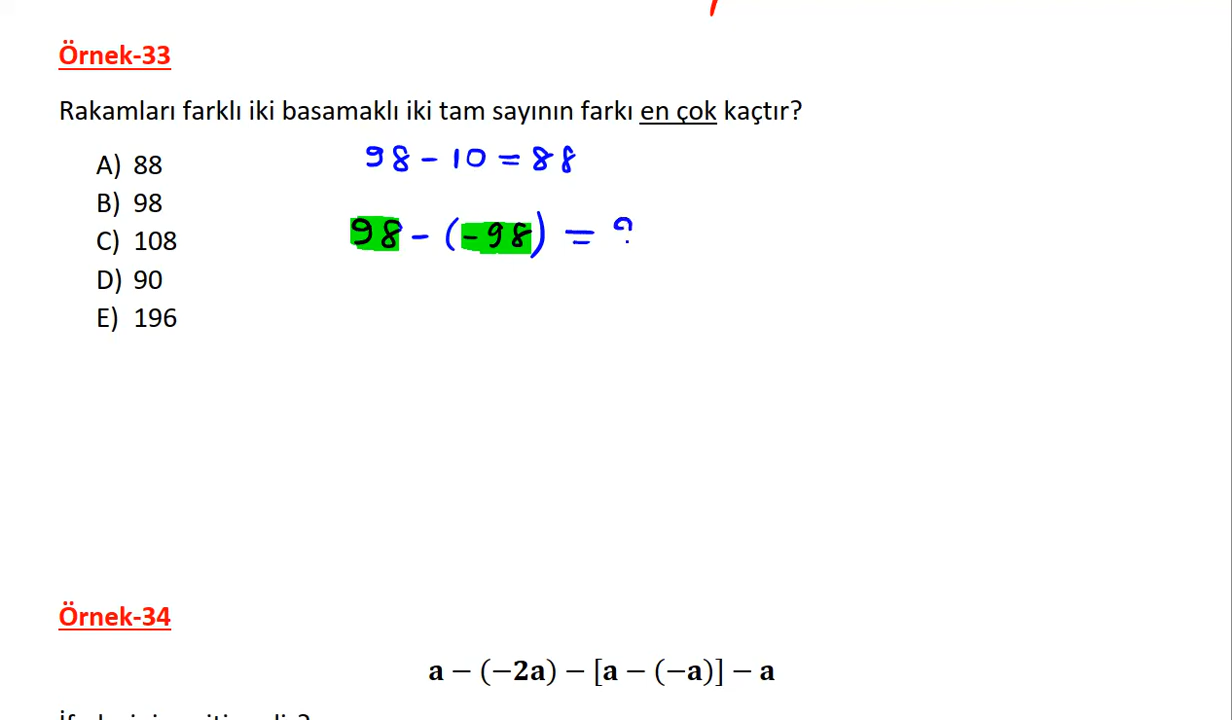 Örnek-33
Rakamları farklı iki basamaklı iki tam sayının farkı en çok kaçtır?
A) 88
98 - 10 = 88
B) 98
98 - (-98) = ?
C) 108
D) 90
E) 196
Örnek-34
a − (−2a) − [a − (−a)] − a